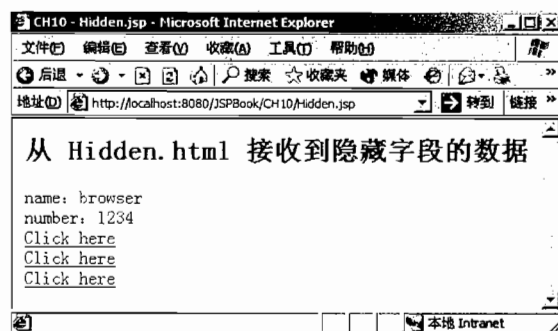 CH10 - Hidden.jsp - Microsoft Internet Explorer
文件(F) 编辑(E) 查看(V) 收藏(A) 工具(T) 帮助(H)
后退 搜索 收藏夹 媒体 »
地址(D) http://localhost:8080/JSPBook/CH10/Hidden.jsp 转到 链接 »
从 Hidden.html 接收到隐藏字段的数据
name: browser
number: 1234
Click here
Click here
Click here
本地 Intranet